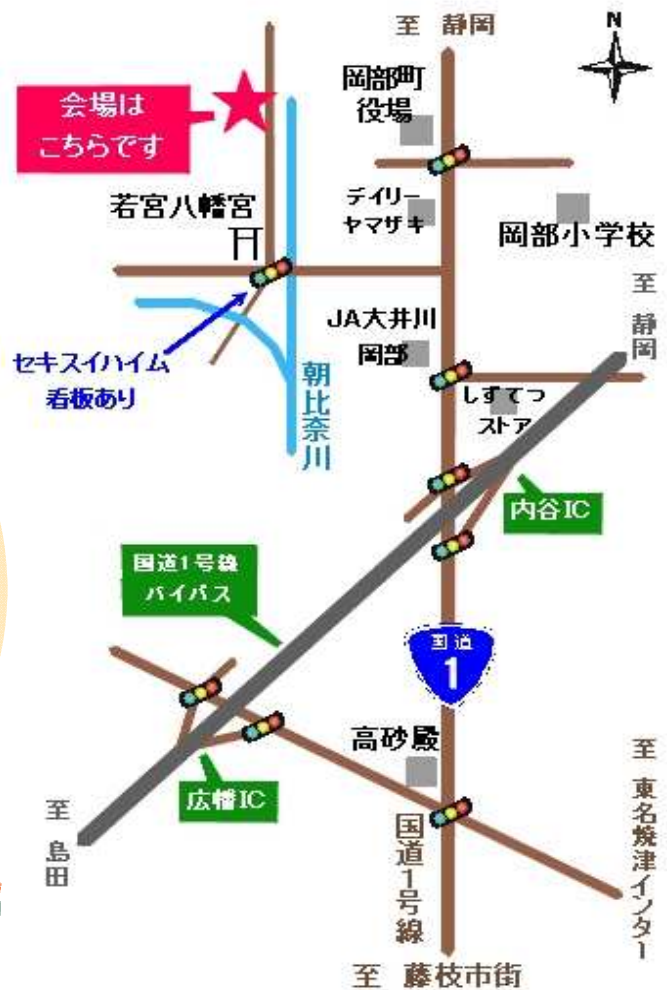 至 静岡
N
岡部町
役場
会場は
こちらです
デイリー
ヤマザキ
若宮八幡宮
岡部小学校
至 静岡
JA大井川
岡部
セキスイハイム
看板あり
朝比奈川
しずてつ
ストア
内谷IC
国道1号線
バイパス
国道
1
高砂殿
広幡IC
至 島田
国道1号線
至 東名焼津インター
至 藤枝市街